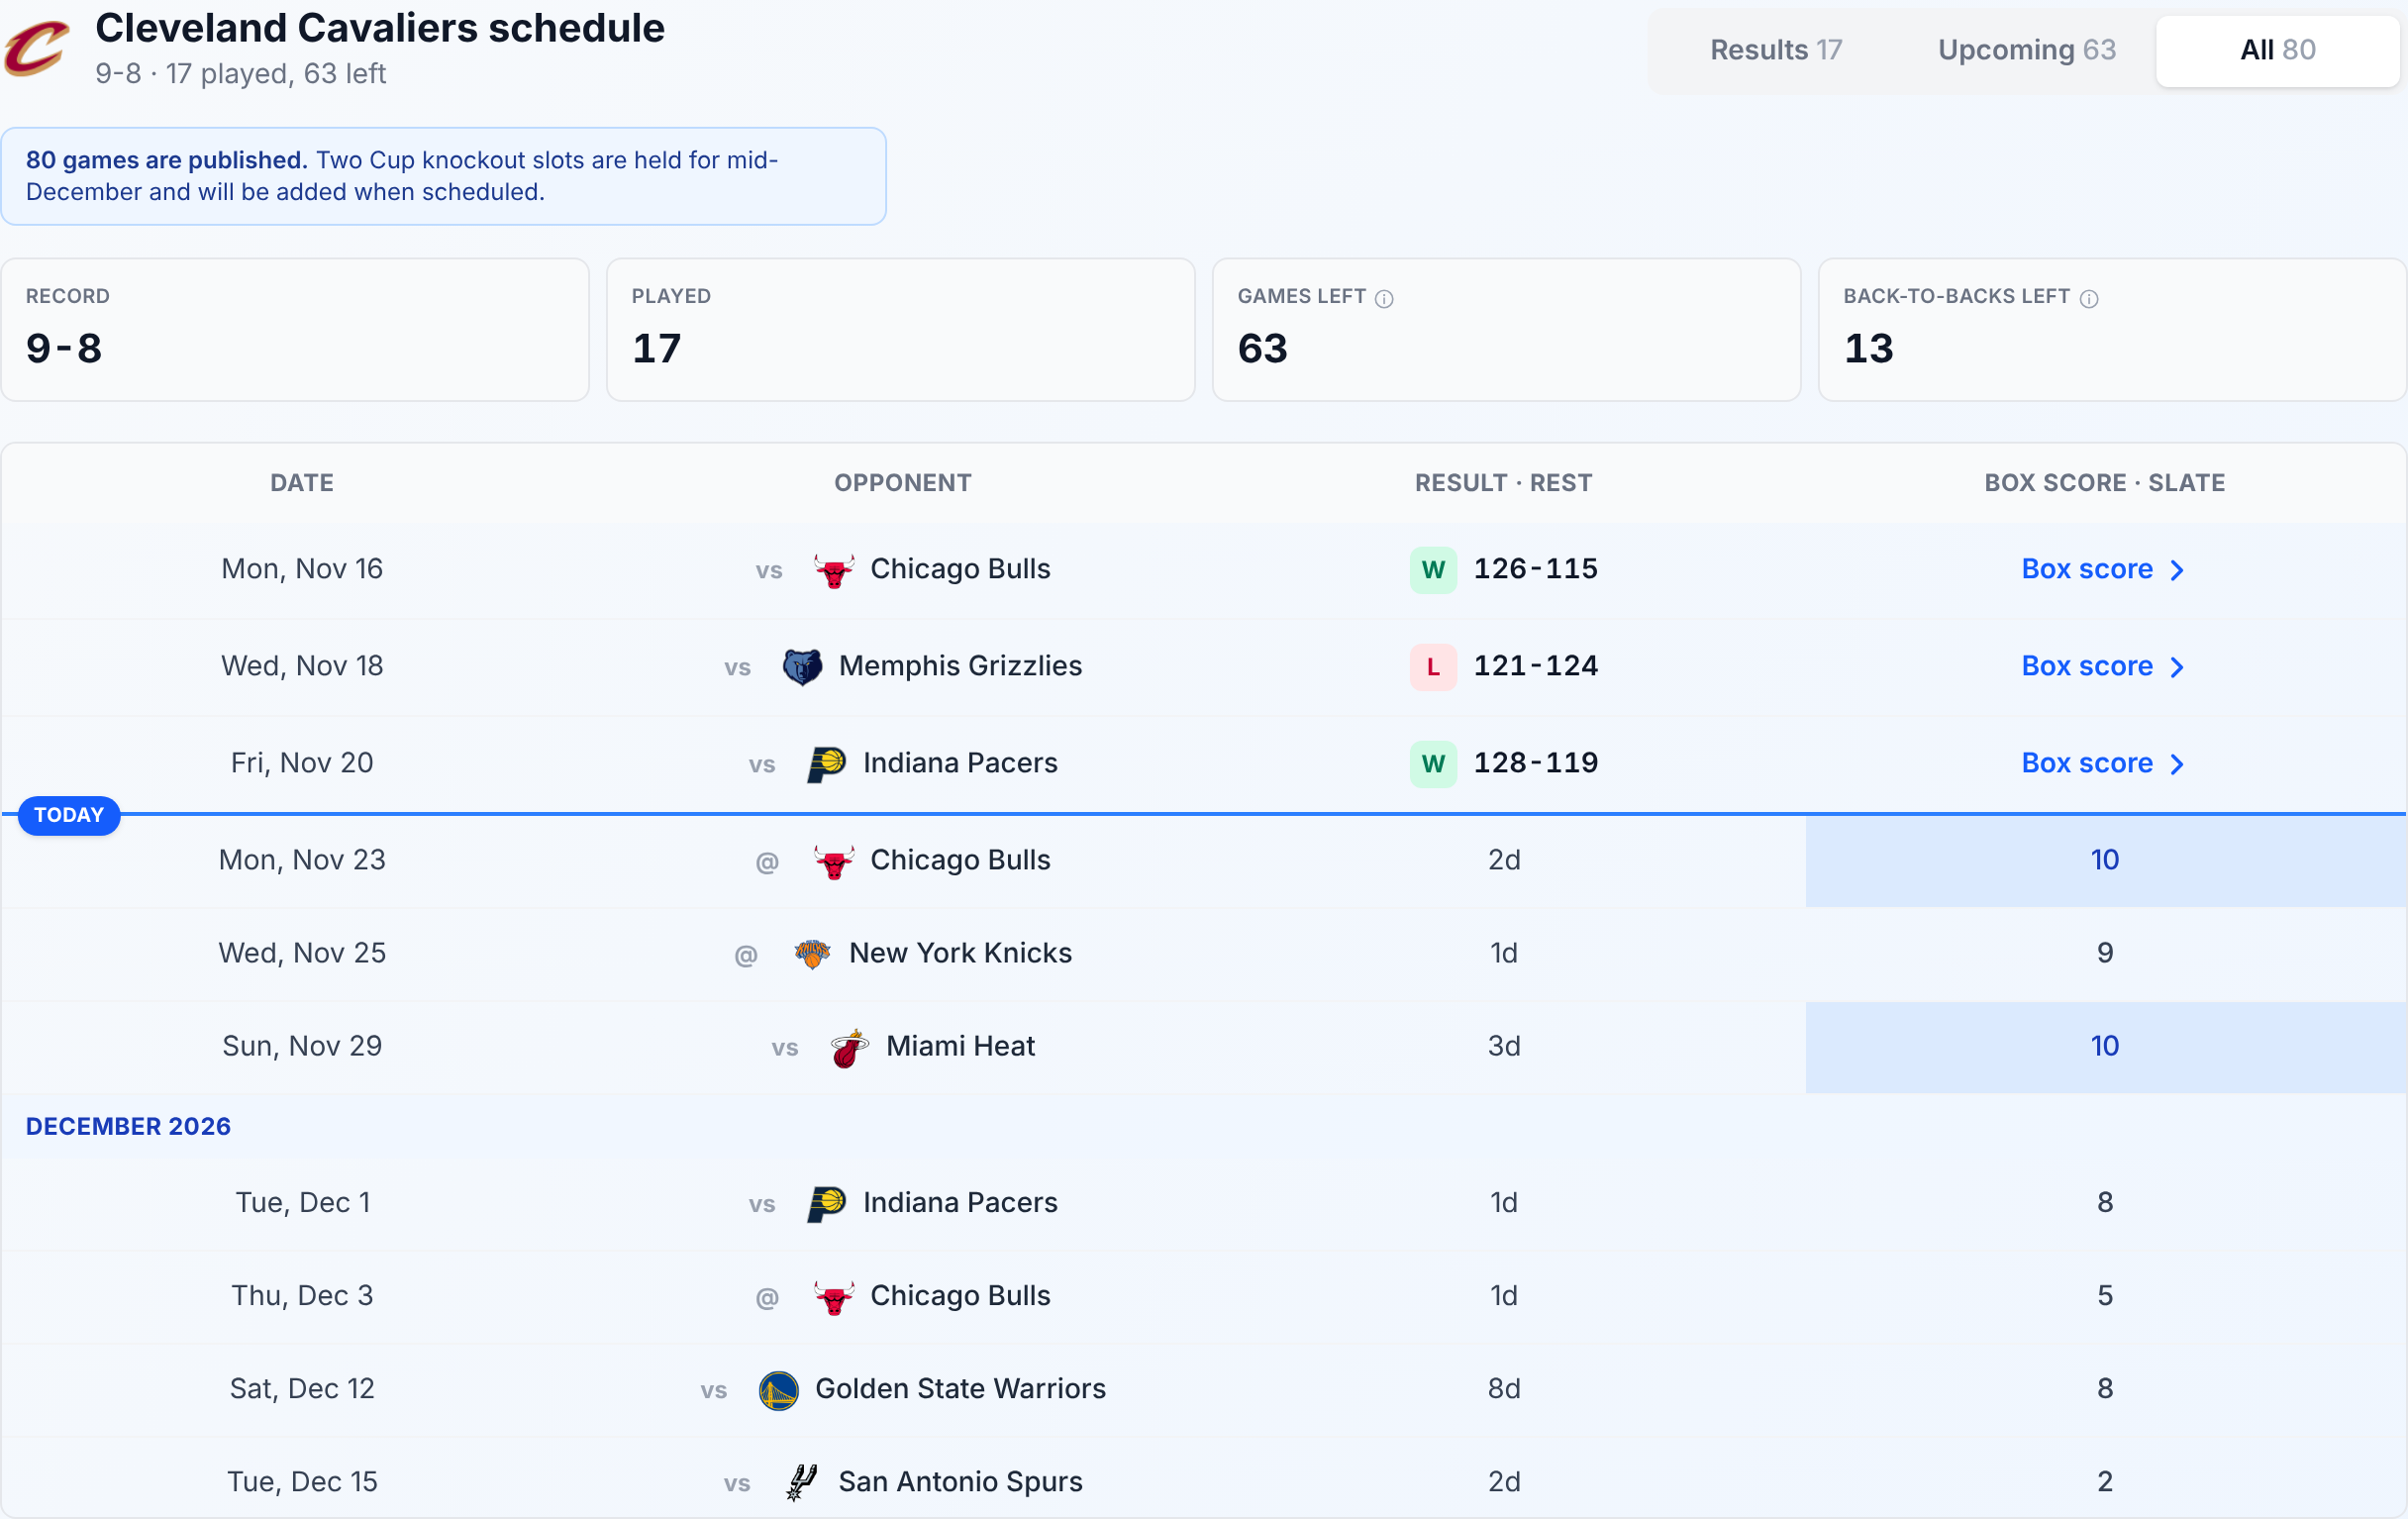 Cleveland Cavaliers schedule
9-8 · 17 played, 63 left
Results 17 Upcoming 63 All 80
80 games are published. Two Cup knockout slots are held for mid-
December and will be added when scheduled.
RECORD PLAYED GAMES LEFT BACK-TO-BACKS LEFT
9-8 17 63 13
DATE OPPONENT RESULT · REST BOX SCORE · SLATE
Mon, Nov 16 vs Chicago Bulls W 126-115 Box score
Wed, Nov 18 vs Memphis Grizzlies L 121-124 Box score
Fri, Nov 20 vs Indiana Pacers W 128-119 Box score
TODAY
Mon, Nov 23 @ Chicago Bulls 2d 10
Wed, Nov 25 @ New York Knicks 1d 9
Sun, Nov 29 vs Miami Heat 3d 10
DECEMBER 2026
Tue, Dec 1 vs Indiana Pacers 1d 8
Thu, Dec 3 @ Chicago Bulls 1d 5
Sat, Dec 12 vs Golden State Warriors 8d 8
Tue, Dec 15 vs San Antonio Spurs 2d 2